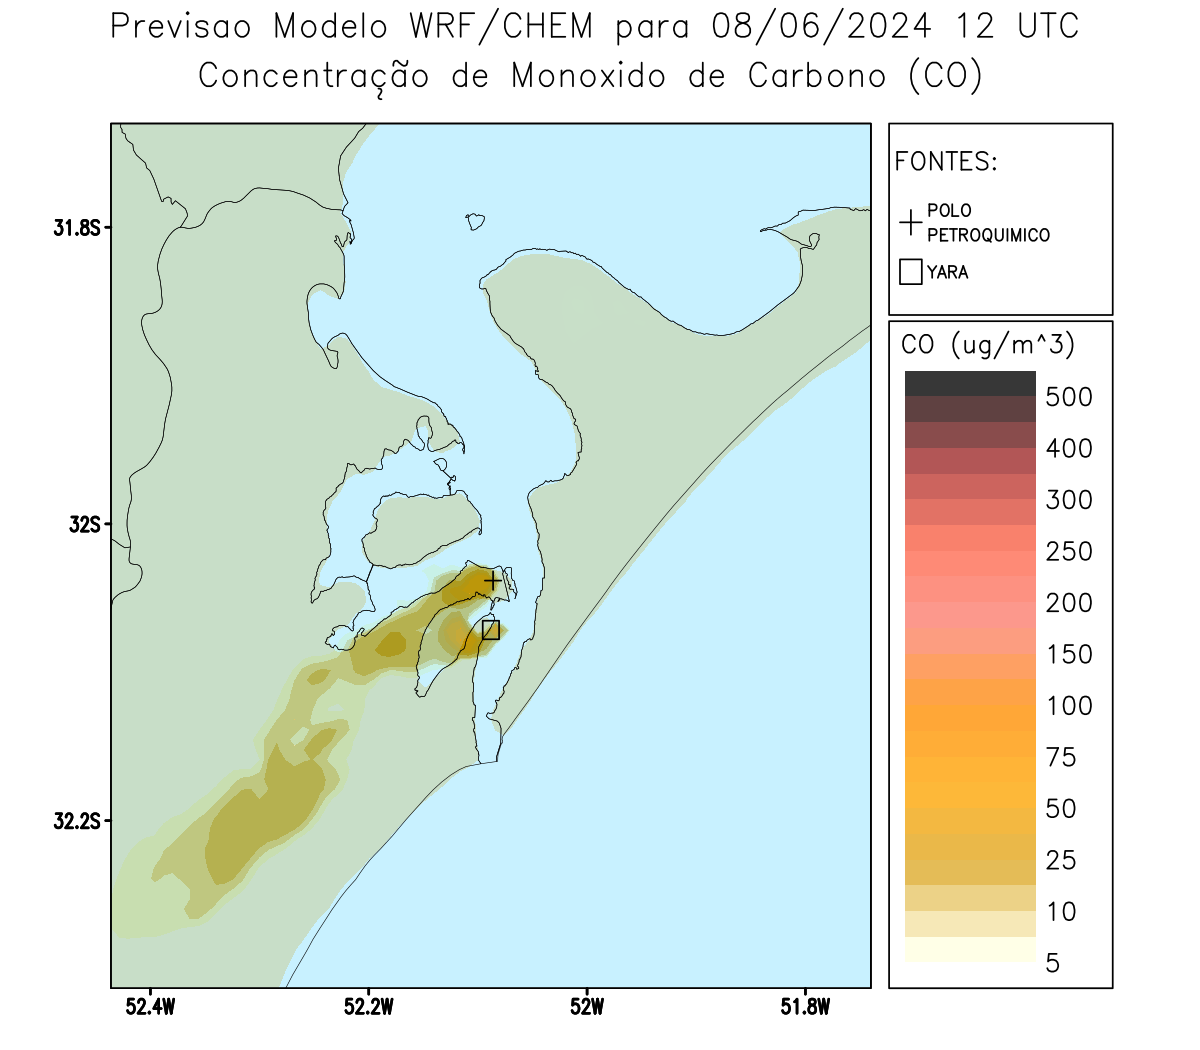 Previsao Modelo WRF/CHEM para 08/06/2024 12 UTC
Concentração de Monoxido de Carbono (CO)
FONTES:
POLO
PETROQUIMICO
YARA
CO (ug/m^3)
500
400
300
250
200
150
100
75
50
25
10
5
31.8S
32S
32.2S
52.4W
52.2W
52W
51.8W